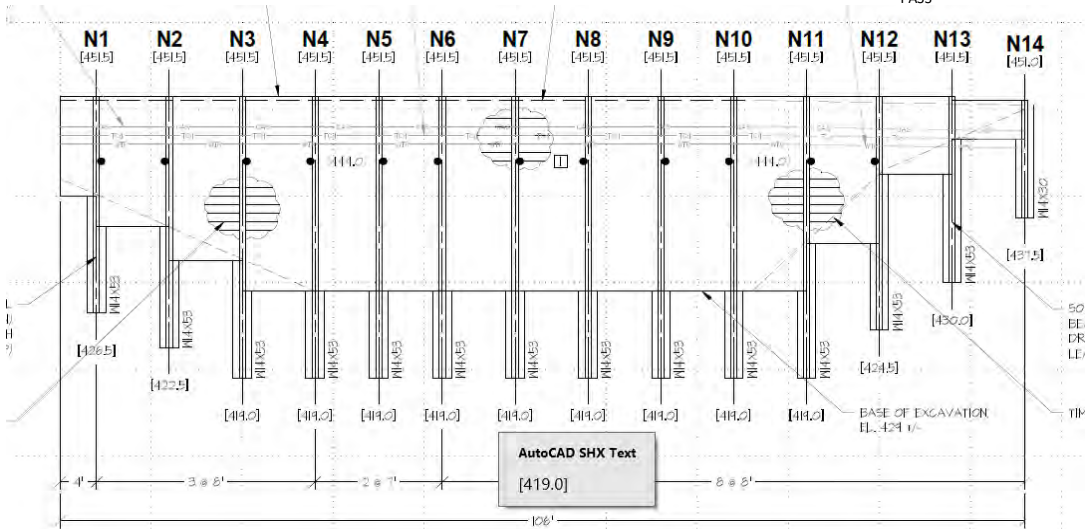 PASS
N1 N2 N3 N4 N5 N6 N7 N8 N9 N10 N11 N12 N13 N14
[451.5] [451.5] [451.5] [451.5] [451.5] [451.5] [451.5] [451.5] [451.5] [451.5] [451.5] [451.5] [451.5] [451.0]
(444.0) 1 (444.0)
W14x30
[437.5]
W14x53 W14x53 W14x53 W14x53 W14x53 W14x53 W14x53 W14x53 W14x53 W14x53 W14x53 W14x53 W14x53
[426.5]
[430.0]
[422.5]
[424.5]
[419.0] [419.0] [419.0] [419.0] [419.0] [419.0] [419.0] [419.0] [419.0]
BASE OF EXCAVATION
EL. 429 +/-
AutoCAD SHX Text
[419.0]
4' 3 @ 8' 2 @ 7' 8 @ 8'
106'